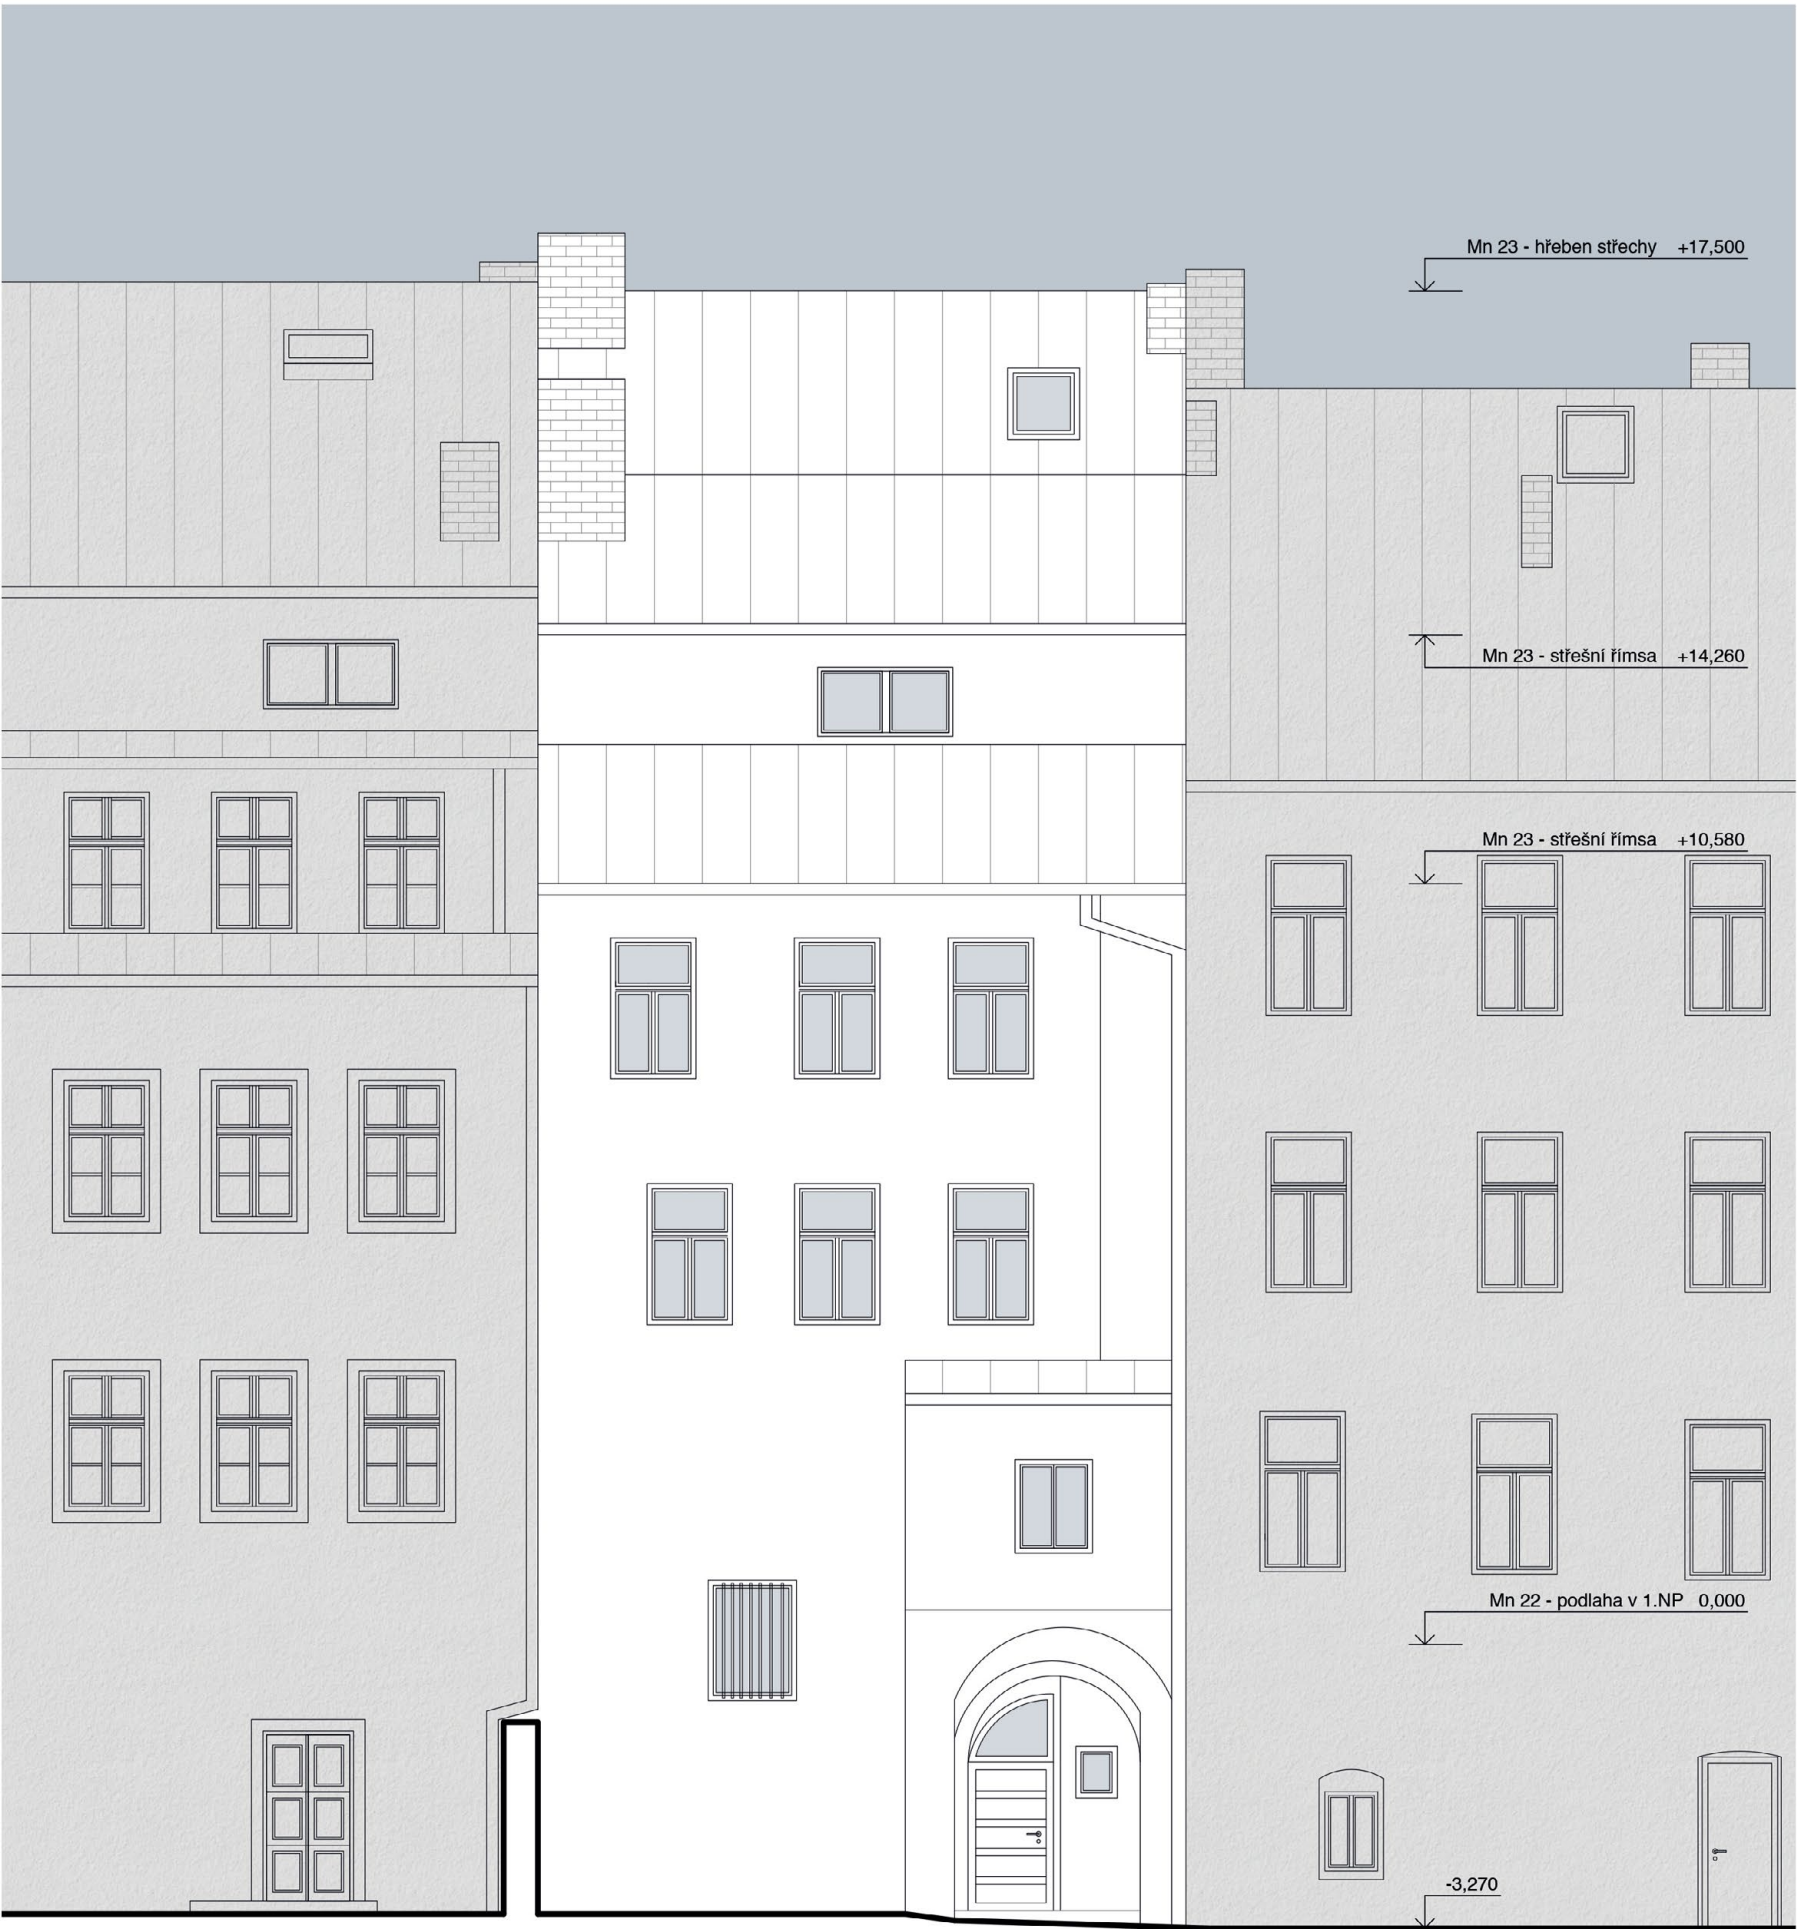 Mn 23 - hřeben střechy +17,500
Mn 23 - střešní římsa +14,260
Mn 23 - střešní římsa +10,580
Mn 22 - podlaha v 1.NP 0,000
-3,270